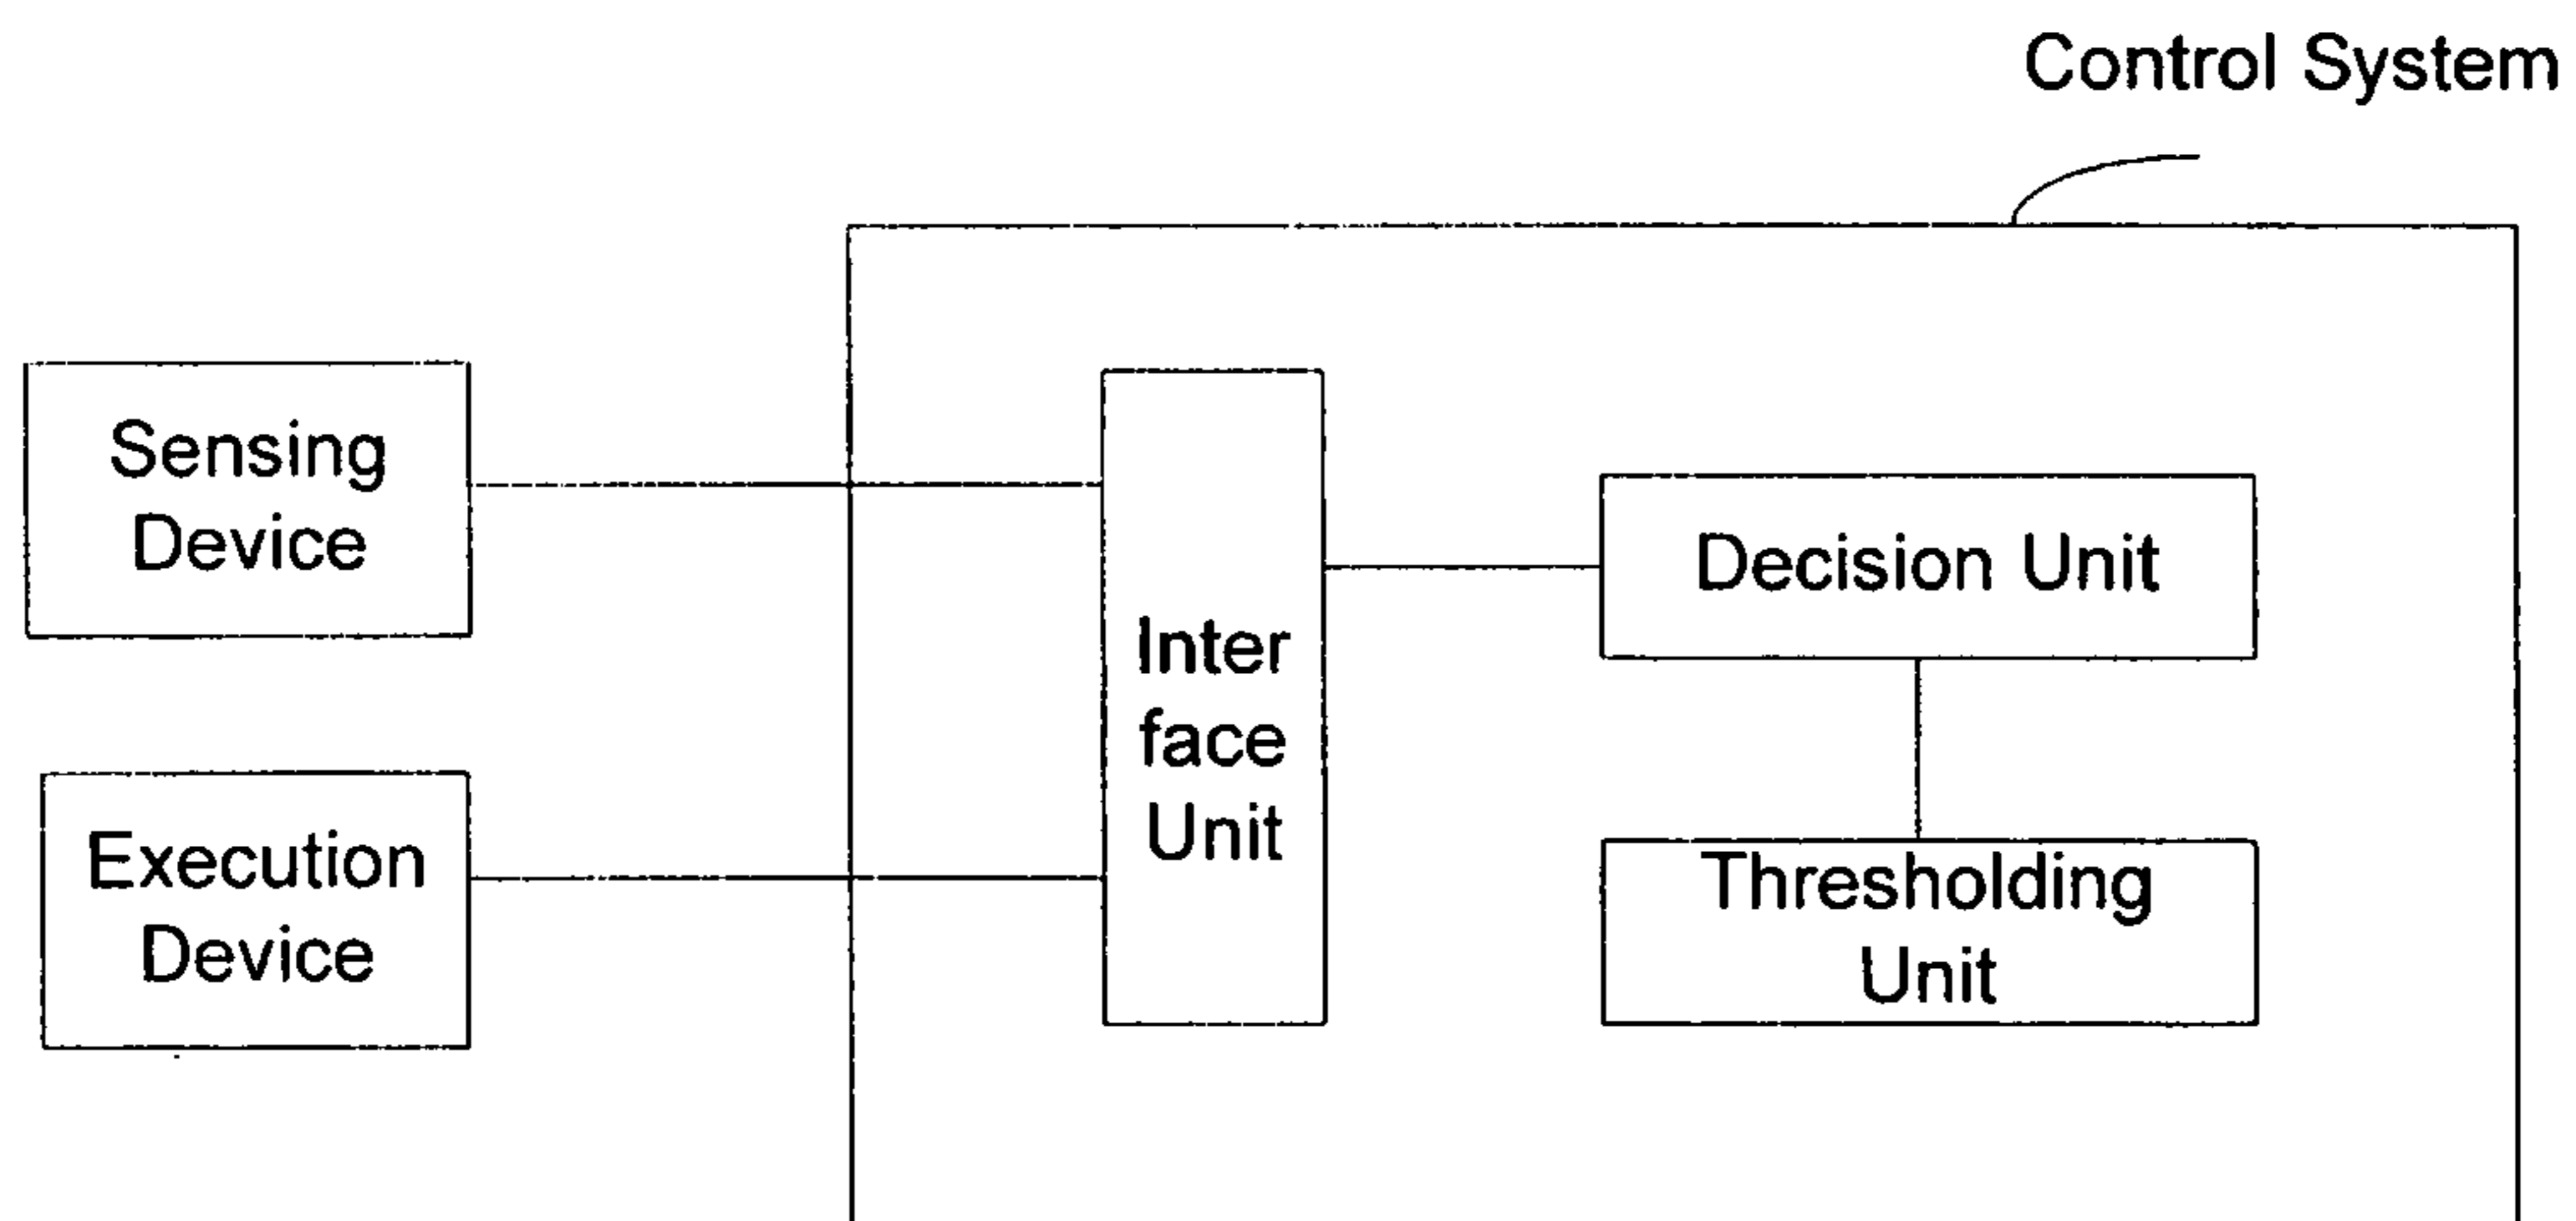 Control System
Sensing
Device
Decision Unit
Inter
face
Unit
Execution
Device
Thresholding
Unit